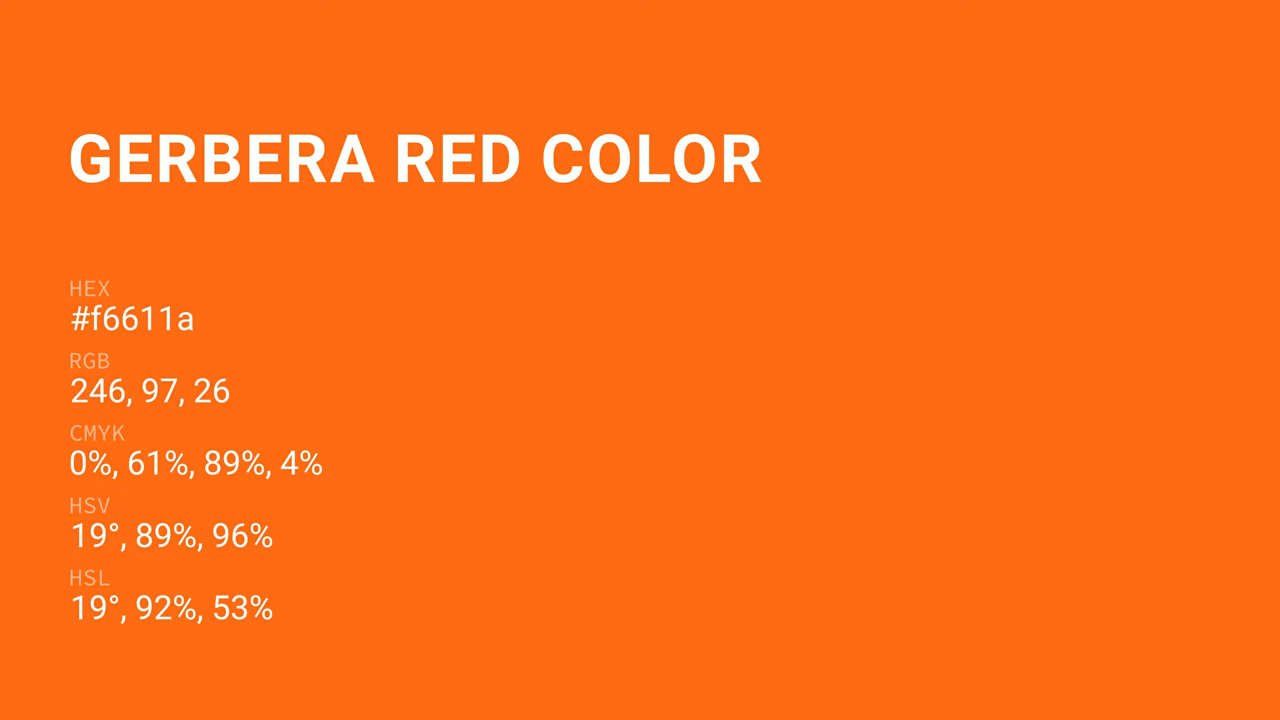 GERBERA RED COLOR
HEX
#f6611a
RGB
246, 97, 26
CMYK
0%, 61%, 89%, 4%
HSV
19°, 89%, 96%
HSL
19°, 92%, 53%